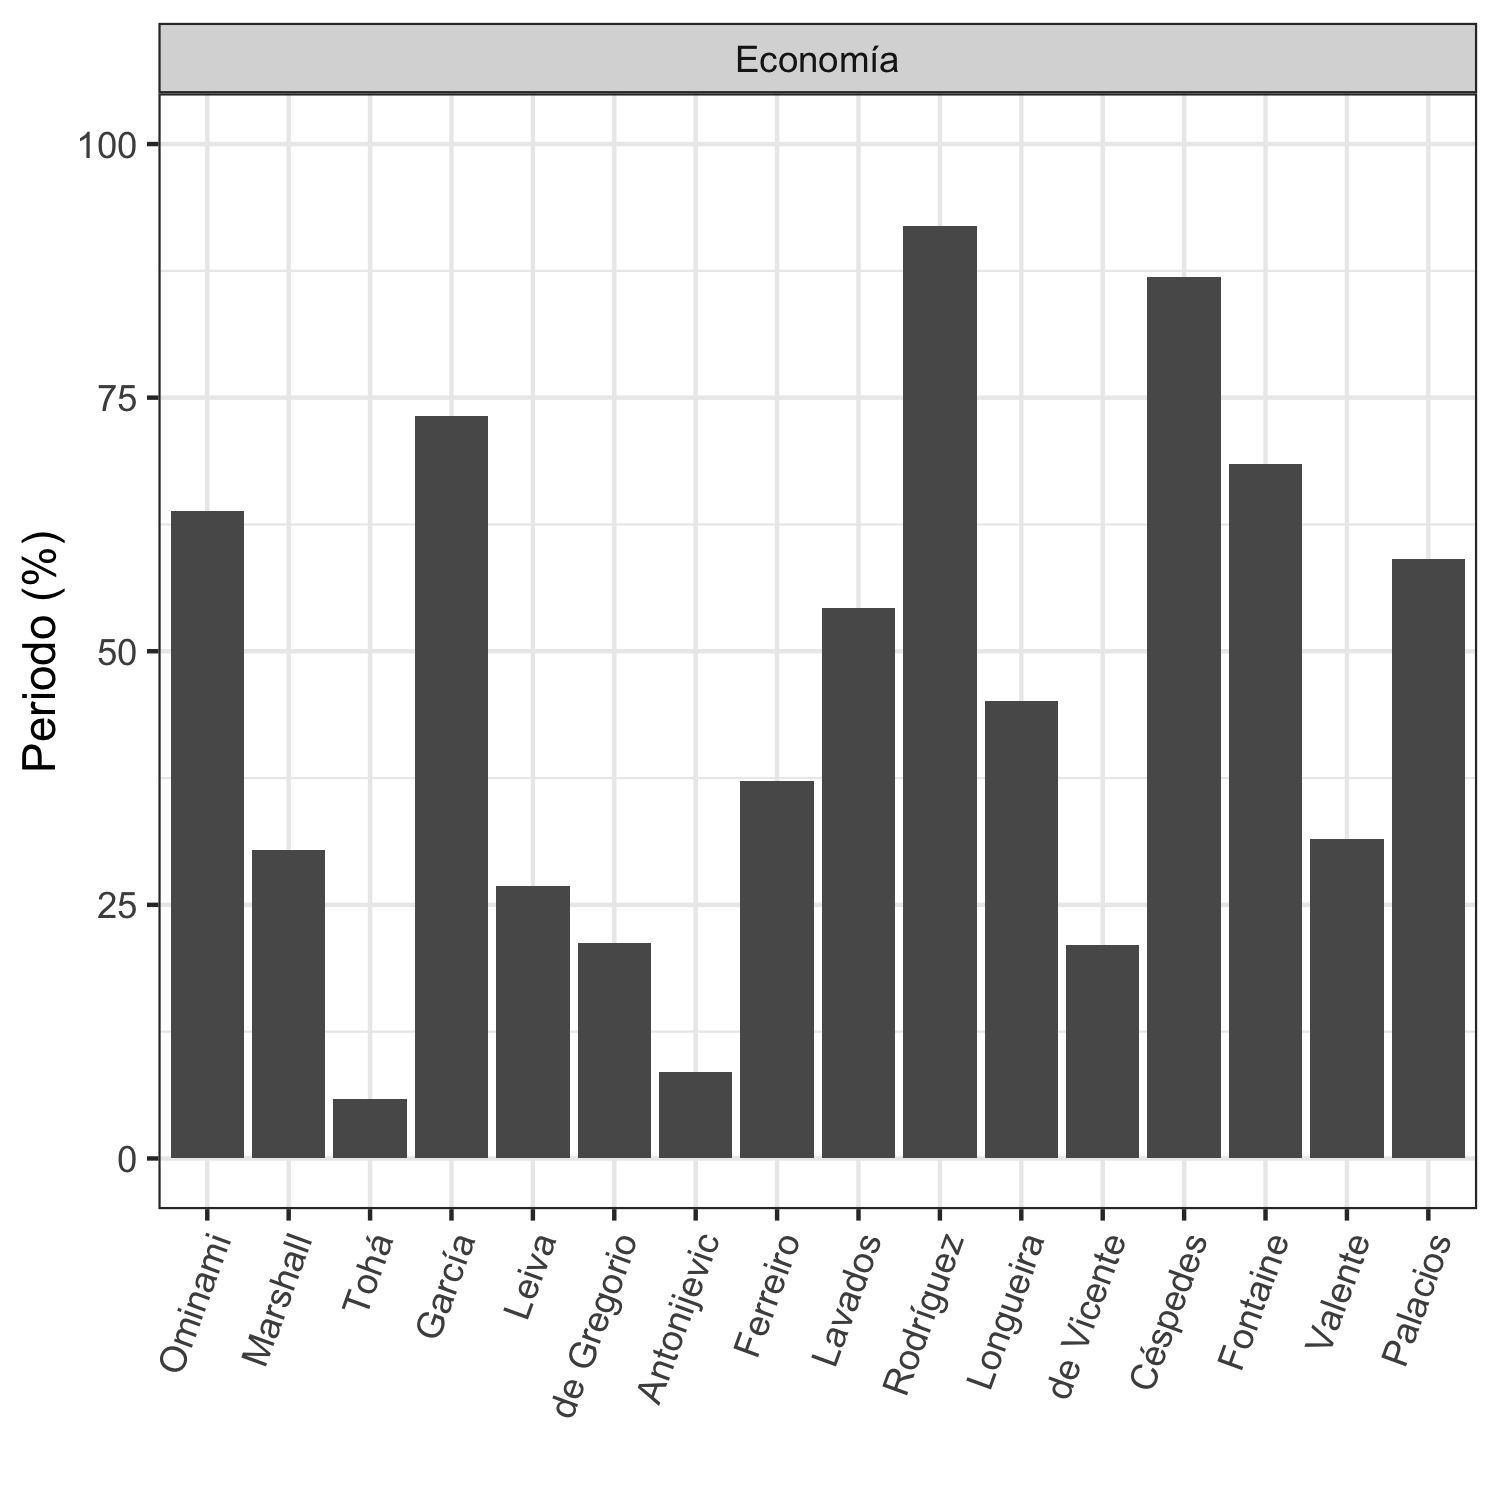 Economía
Periodo (%)
100
75
50
25
0
Ominami
Marshall
Tohá
García
Leiva
de Gregorio
Antonijevic
Ferreiro
Lavados
Rodríguez
Longueira
de Vicente
Céspedes
Fontaine
Valente
Palacios